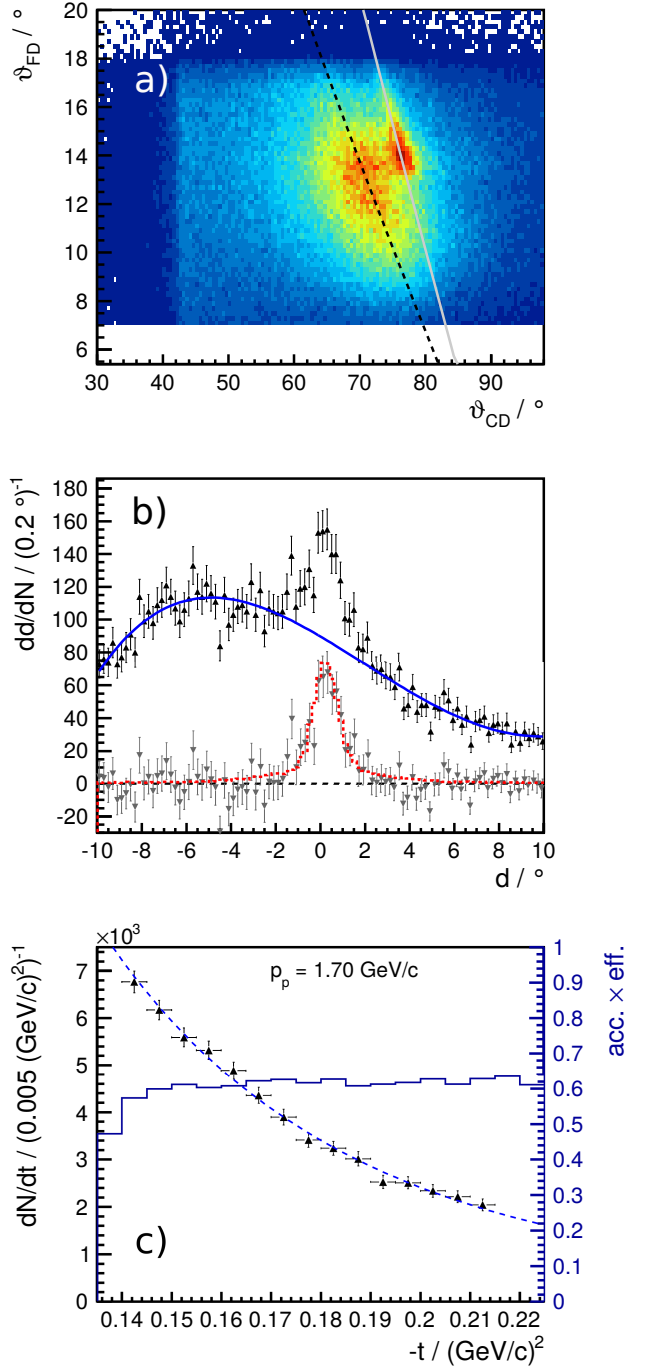 ϑ_FD / °
a)
20
18
16
14
12
10
8
6
30 40 50 60 70 80 90
ϑ_CD / °
dd/dN / (0.2 °)^-1
b)
180
160
140
120
100
80
60
40
20
0
-20
-10 -8 -6 -4 -2 0 2 4 6 8 10
d / °
×10^3
p_p = 1.70 GeV/c
dN/dt / (0.005 (GeV/c)^2)^-1
acc. × eff.
7
6
5
4
3
2
1
0
1
0.9
0.8
0.7
0.6
0.5
0.4
0.3
0.2
0.1
0
c)
0.14 0.15 0.16 0.17 0.18 0.19 0.2 0.21 0.22
-t / (GeV/c)^2